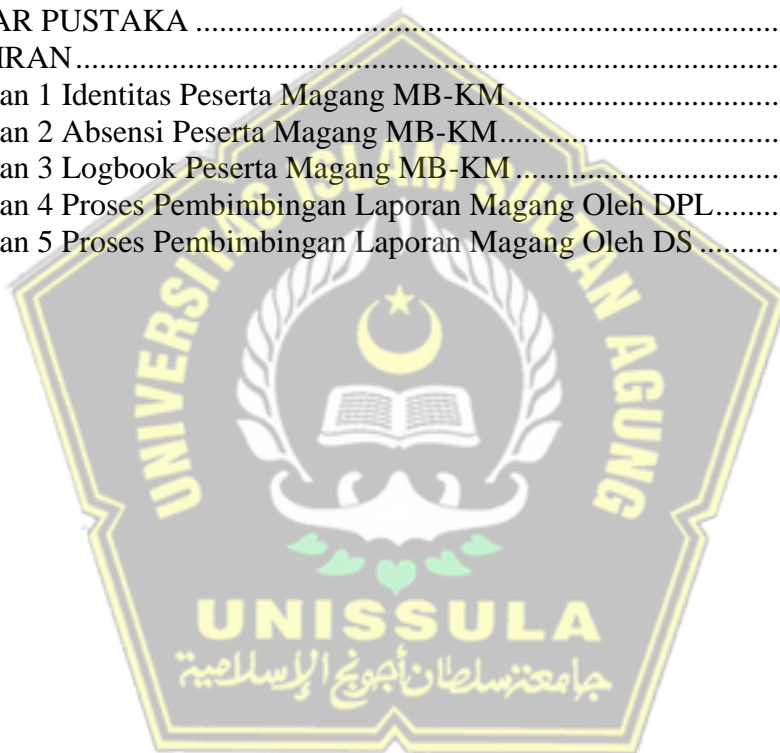 AR PUSTAKA ....................................................................................
IRAN....................................................................................................
an 1 Identitas Peserta Magang MB-KM..............................................
an 2 Absensi Peserta Magang MB-KM................................................
an 3 Logbook Peserta Magang MB-KM..............................................
an 4 Proses Pembimbingan Laporan Magang Oleh DPL........
an 5 Proses Pembimbingan Laporan Magang Oleh DS...........
UNIVERSITAS ISLAM SULTAN AGUNG
UNISSULA
جامعتسلطان أجونج الإسلامية